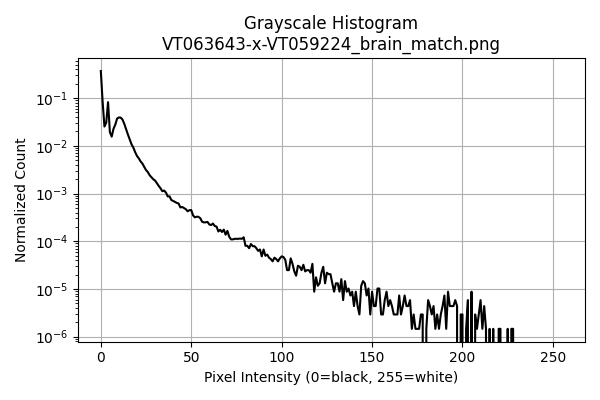 Grayscale Histogram
VT063643-x-VT059224_brain_match.png
Normalized Count
10⁻¹
10⁻²
10⁻³
10⁻⁴
10⁻⁵
10⁻⁶
0 50 100 150 200 250
Pixel Intensity (0=black, 255=white)